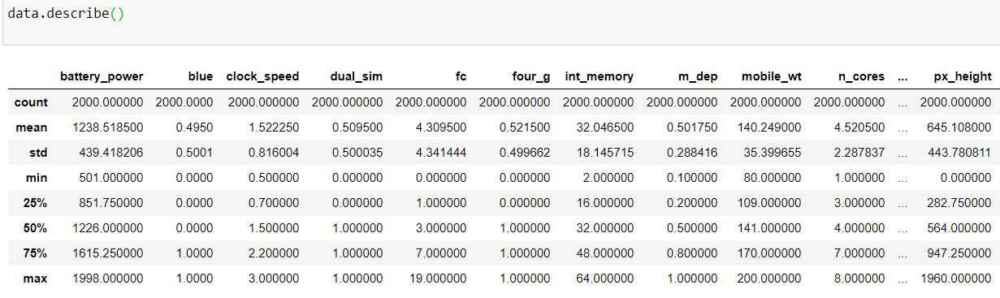 data.describe()
battery_power blue clock_speed dual_sim fc four_g int_memory m_dep mobile_wt n_cores ... px_height
count 2000.000000 2000.0000 2000.000000 2000.000000 2000.000000 2000.000000 2000.000000 2000.000000 2000.000000 2000.000000 ... 2000.000000
mean 1238.518500 0.4950 1.522250 0.509500 4.309500 0.521500 32.046500 0.501750 140.249000 4.520500 ... 645.108000
std 439.418206 0.5001 0.816004 0.500035 4.341444 0.499662 18.145715 0.288416 35.399655 2.287837 ... 443.780811
min 501.000000 0.0000 0.500000 0.000000 0.000000 0.000000 2.000000 0.100000 80.000000 1.000000 ... 0.000000
25% 851.750000 0.0000 0.700000 0.000000 1.000000 0.000000 16.000000 0.200000 109.000000 3.000000 ... 282.750000
50% 1226.000000 0.0000 1.500000 1.000000 3.000000 1.000000 32.000000 0.500000 141.000000 4.000000 ... 564.000000
75% 1615.250000 1.0000 2.200000 1.000000 7.000000 1.000000 48.000000 0.800000 170.000000 7.000000 ... 947.250000
max 1998.000000 1.0000 3.000000 1.000000 19.000000 1.000000 64.000000 1.000000 200.000000 8.000000 ... 1960.000000